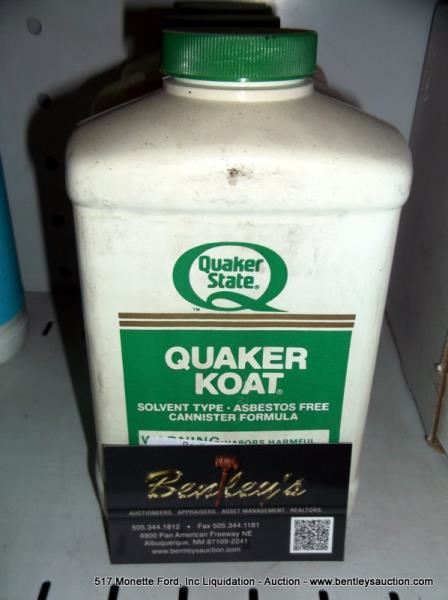 Quaker
State®
Q
™
QUAKER
KOAT®
SOLVENT TYPE • ASBESTOS FREE
CANNISTER FORMULA
VAPORS HARMFUL
Bentley's
AUCTIONEERS. APPRAISERS. ASSET MANAGEMENT. REALTORS.
505.344.1812 • Fax 505.344.1181
4900 Pan American Freeway NE
Albuquerque, NM 87109-2241
www.bentleysauction.com
517 Monette Ford, Inc Liquidation - Auction - www.bentleysauction.com